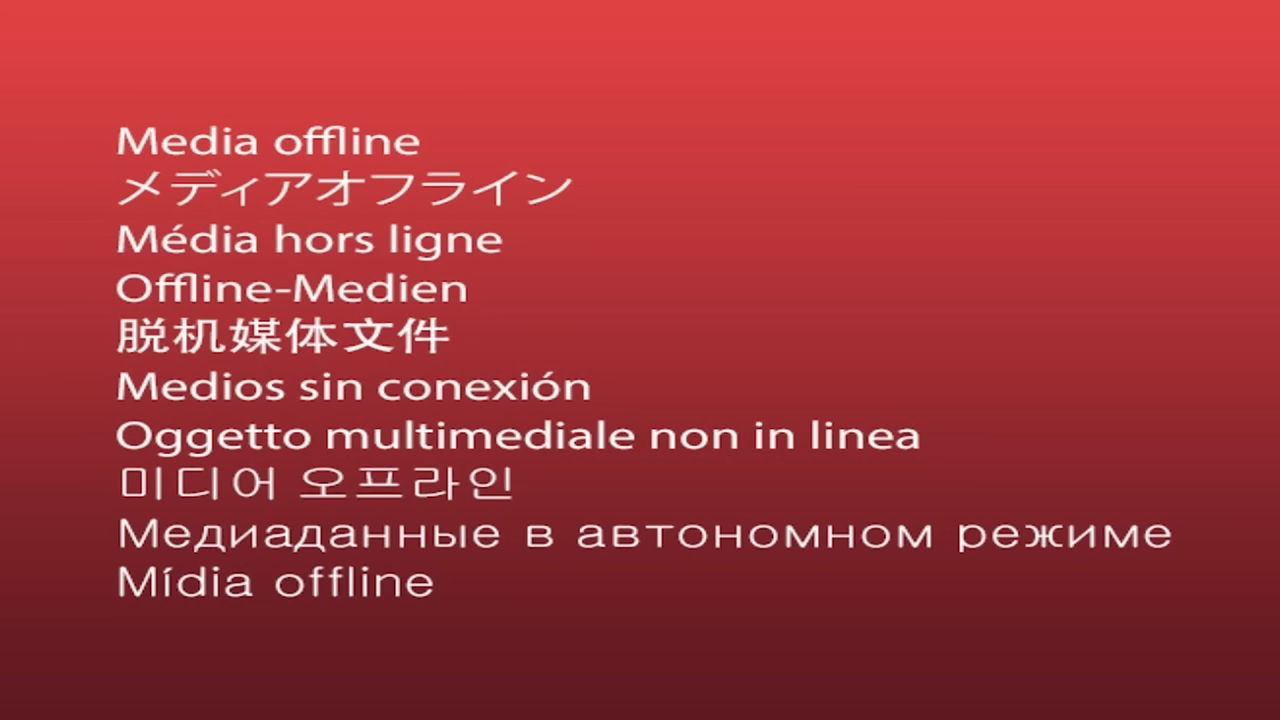 Media offline
メディアオフライン
Média hors ligne
Offline-Medien
脱机媒体文件
Medios sin conexión
Oggetto multimediale non in linea
미디어 오프라인
Медиаданные в автономном режиме
Mídia offline